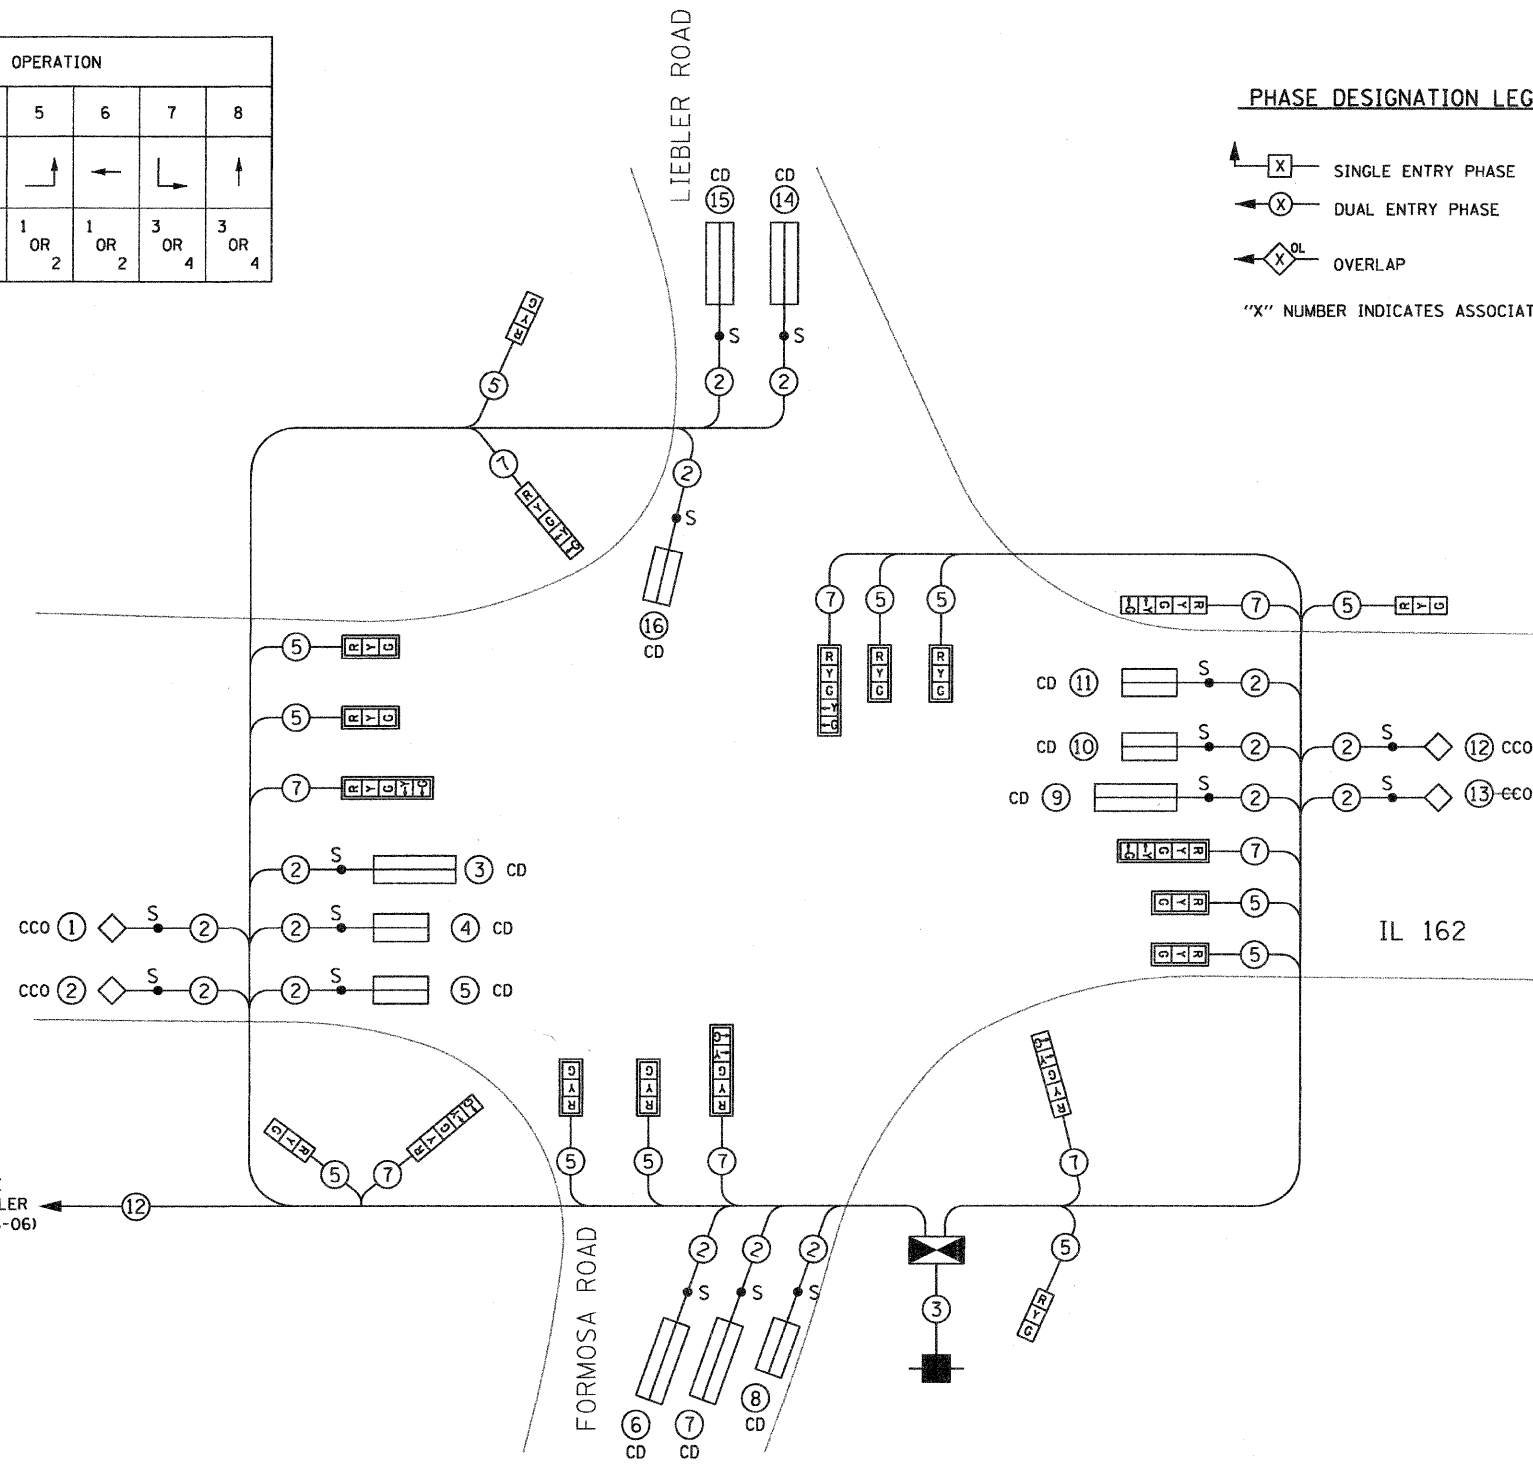 OPERATION
5 6 7 8
1 OR 2 1 OR 2 3 OR 4 3 OR 4
LIEBLER ROAD
PHASE DESIGNATION LEG
X SINGLE ENTRY PHASE
X DUAL ENTRY PHASE
X OL OVERLAP
"X" NUMBER INDICATES ASSOCIAT
CD CD
15 14
S S
2 2
R Y G
5
7
R Y G Y G
2
S
16
CD
7 5 5
R Y G Y G
R Y G
R Y G
R Y G Y G 7 5 R Y G
5 R Y G
5 R Y G
7 R Y G Y G
CD 11 S 2
CD 10 S 2 2 S 12 CCO
CD 9 S 2 2 S 13 CCO
R Y G Y G 7
R Y G 5
R Y G 5
IL 162
2 S 3 CD
CCO 1 S 2 2 S 4 CD
CCO 2 S 2 2 S 5 CD
R Y G
R Y G
R Y G Y G
5 5 7
R Y G 5 7 R Y G Y G
R Y G Y G
7
5
R Y G
LER
-06)
12
FORMOSA ROAD
2 2 2
S S S
3
6 7 8
CD CD CD